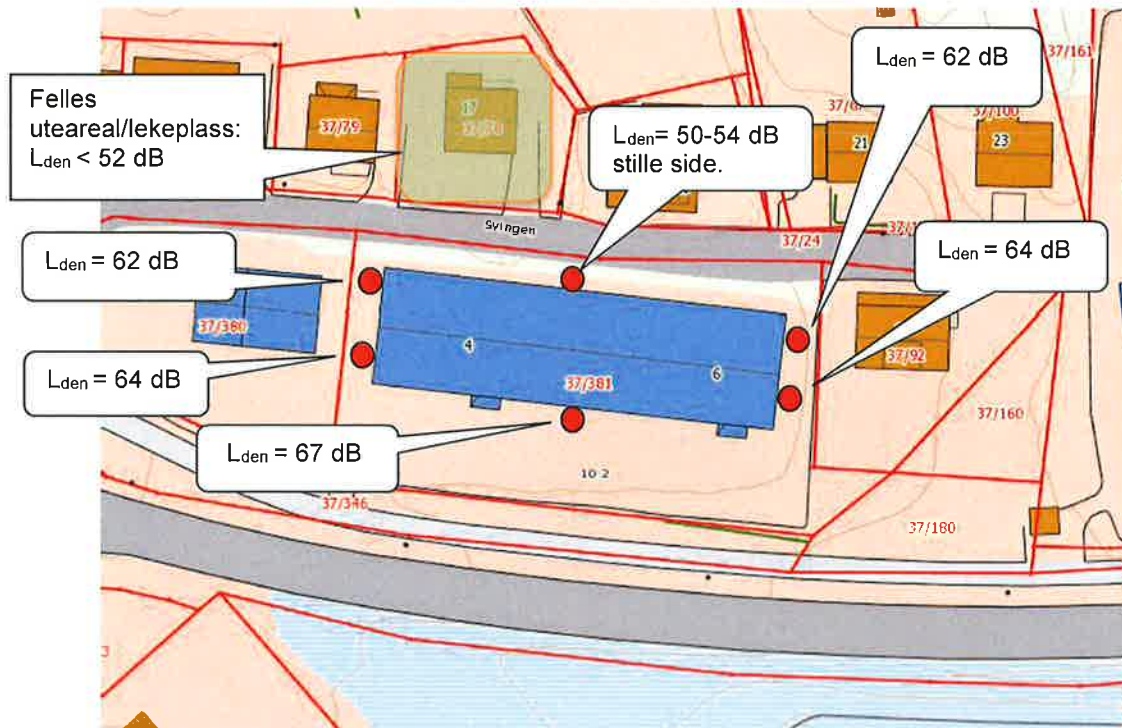 Lden = 62 dB
37/161
Felles
uteareal/lekeplass:
Lden < 52 dB
17
37/79
Lden= 50-54 dB
stille side.
21
37/100
23
Svingen
37/24
Lden = 62 dB
Lden = 64 dB
37/380
4
6
37/381
37/92
Lden = 64 dB
37/160
Lden = 67 dB
10 2
37/346
37/180
3